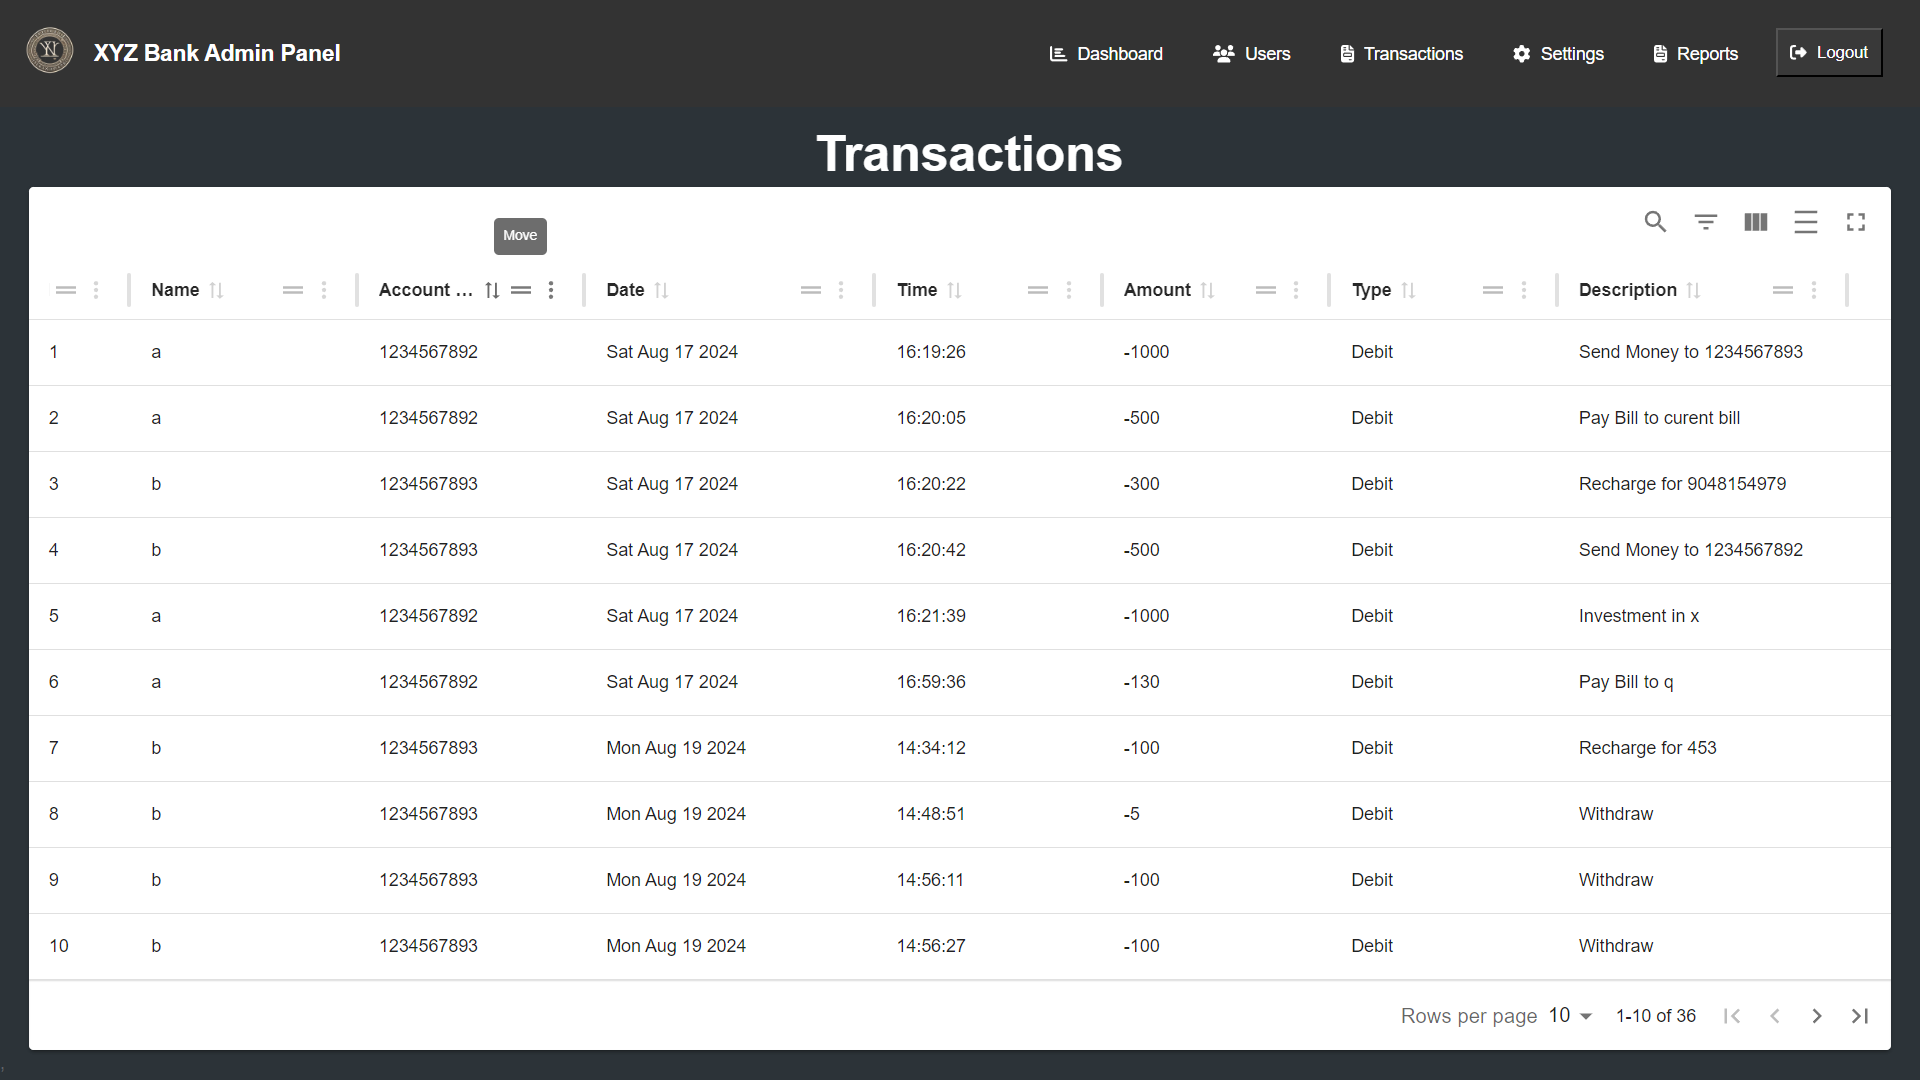 XYZ Bank Admin Panel
Dashboard
Users
Transactions
Settings
Reports
Logout
Transactions
Move
Name Account ... Date Time Amount Type Description
1 a 1234567892 Sat Aug 17 2024 16:19:26 -1000 Debit Send Money to 1234567893
2 a 1234567892 Sat Aug 17 2024 16:20:05 -500 Debit Pay Bill to curent bill
3 b 1234567893 Sat Aug 17 2024 16:20:22 -300 Debit Recharge for 9048154979
4 b 1234567893 Sat Aug 17 2024 16:20:42 -500 Debit Send Money to 1234567892
5 a 1234567892 Sat Aug 17 2024 16:21:39 -1000 Debit Investment in x
6 a 1234567892 Sat Aug 17 2024 16:59:36 -130 Debit Pay Bill to q
7 b 1234567893 Mon Aug 19 2024 14:34:12 -100 Debit Recharge for 453
8 b 1234567893 Mon Aug 19 2024 14:48:51 -5 Debit Withdraw
9 b 1234567893 Mon Aug 19 2024 14:56:11 -100 Debit Withdraw
10 b 1234567893 Mon Aug 19 2024 14:56:27 -100 Debit Withdraw
Rows per page 10 1-10 of 36